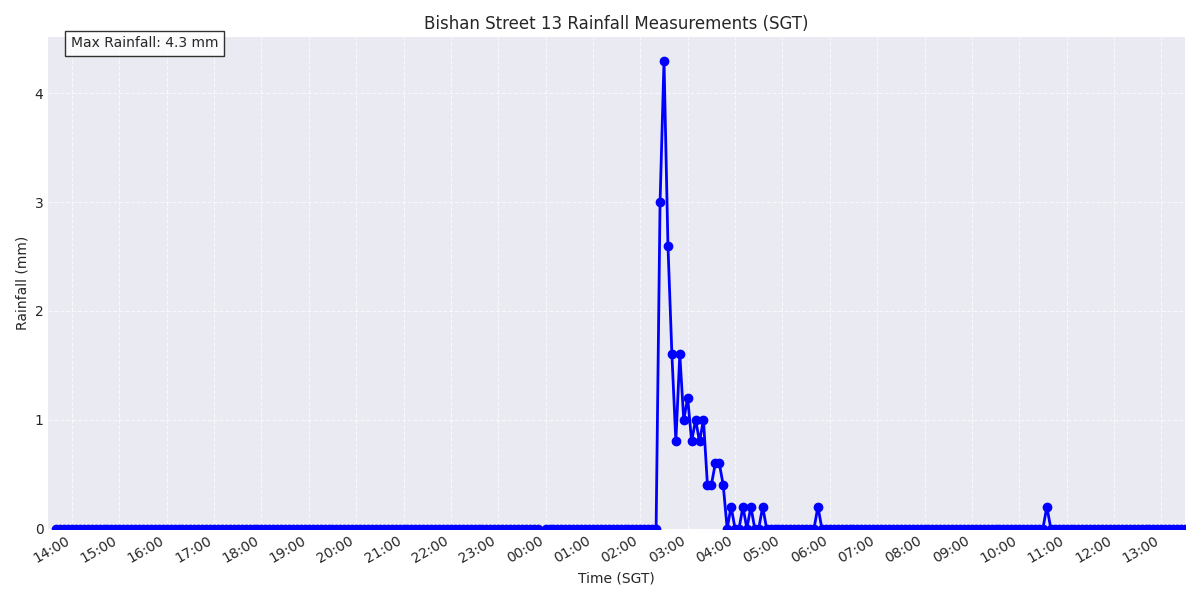 Bishan Street 13 Rainfall Measurements (SGT)
Max Rainfall: 4.3 mm
Rainfall (mm)
4
3
2
1
0
14:00 15:00 16:00 17:00 18:00 19:00 20:00 21:00 22:00 23:00 00:00 01:00 02:00 03:00 04:00 05:00 06:00 07:00 08:00 09:00 10:00 11:00 12:00 13:00
Time (SGT)